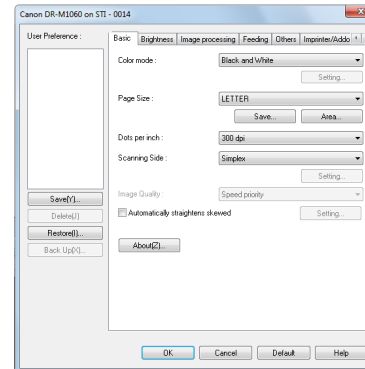 Canon DR-M1060 on STI - 0014
User Preference :
Basic Brightness Image processing Feeding Others Imprinter/Addo
Color mode : Black and White
Setting...
Page Size : LETTER
Save... Area...
Dots per inch : 300 dpi
Scanning Side : Simplex
Setting...
Image Quality : Speed priority
Automatically straightens skewed Setting...
About(Z)...
Save(Y)...
Delete(J)
Restore(I)...
Back Up(X)...
OK Cancel Default Help